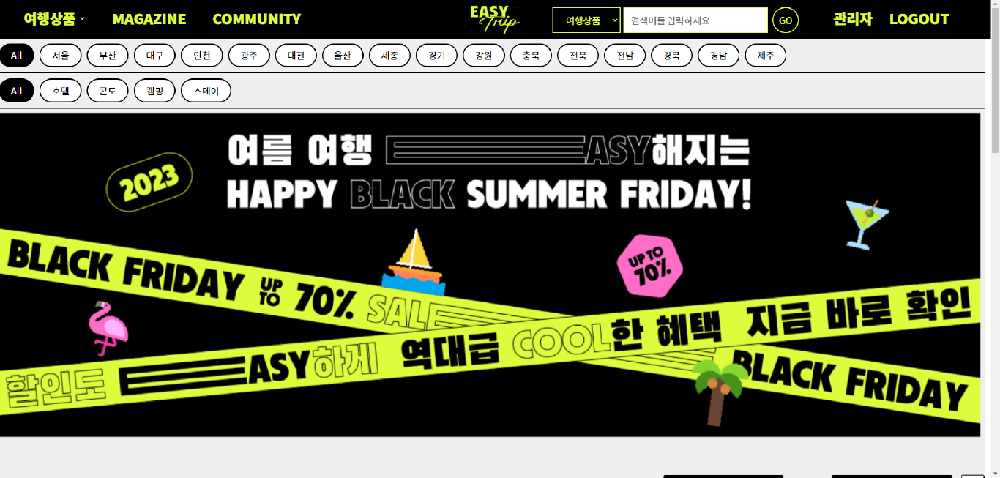 여행상품 MAGAZINE COMMUNITY EASY Trip 여행상품 검색어를 입력하세요 GO 관리자 LOGOUT
All 서울 부산 대구 인천 광주 대전 울산 세종 경기 강원 충북 전북 전남 경북 경남 제주
All 호텔 콘도 캠핑 스테이
2023
여름 여행 EASY해지는
HAPPY BLACK SUMMER FRIDAY!
UP TO
70%
BLACK FRIDAY UP TO 70% SALE
할인도 EASY하게 역대급 COOL한 혜택 지금 바로 확인
BLACK FRIDAY